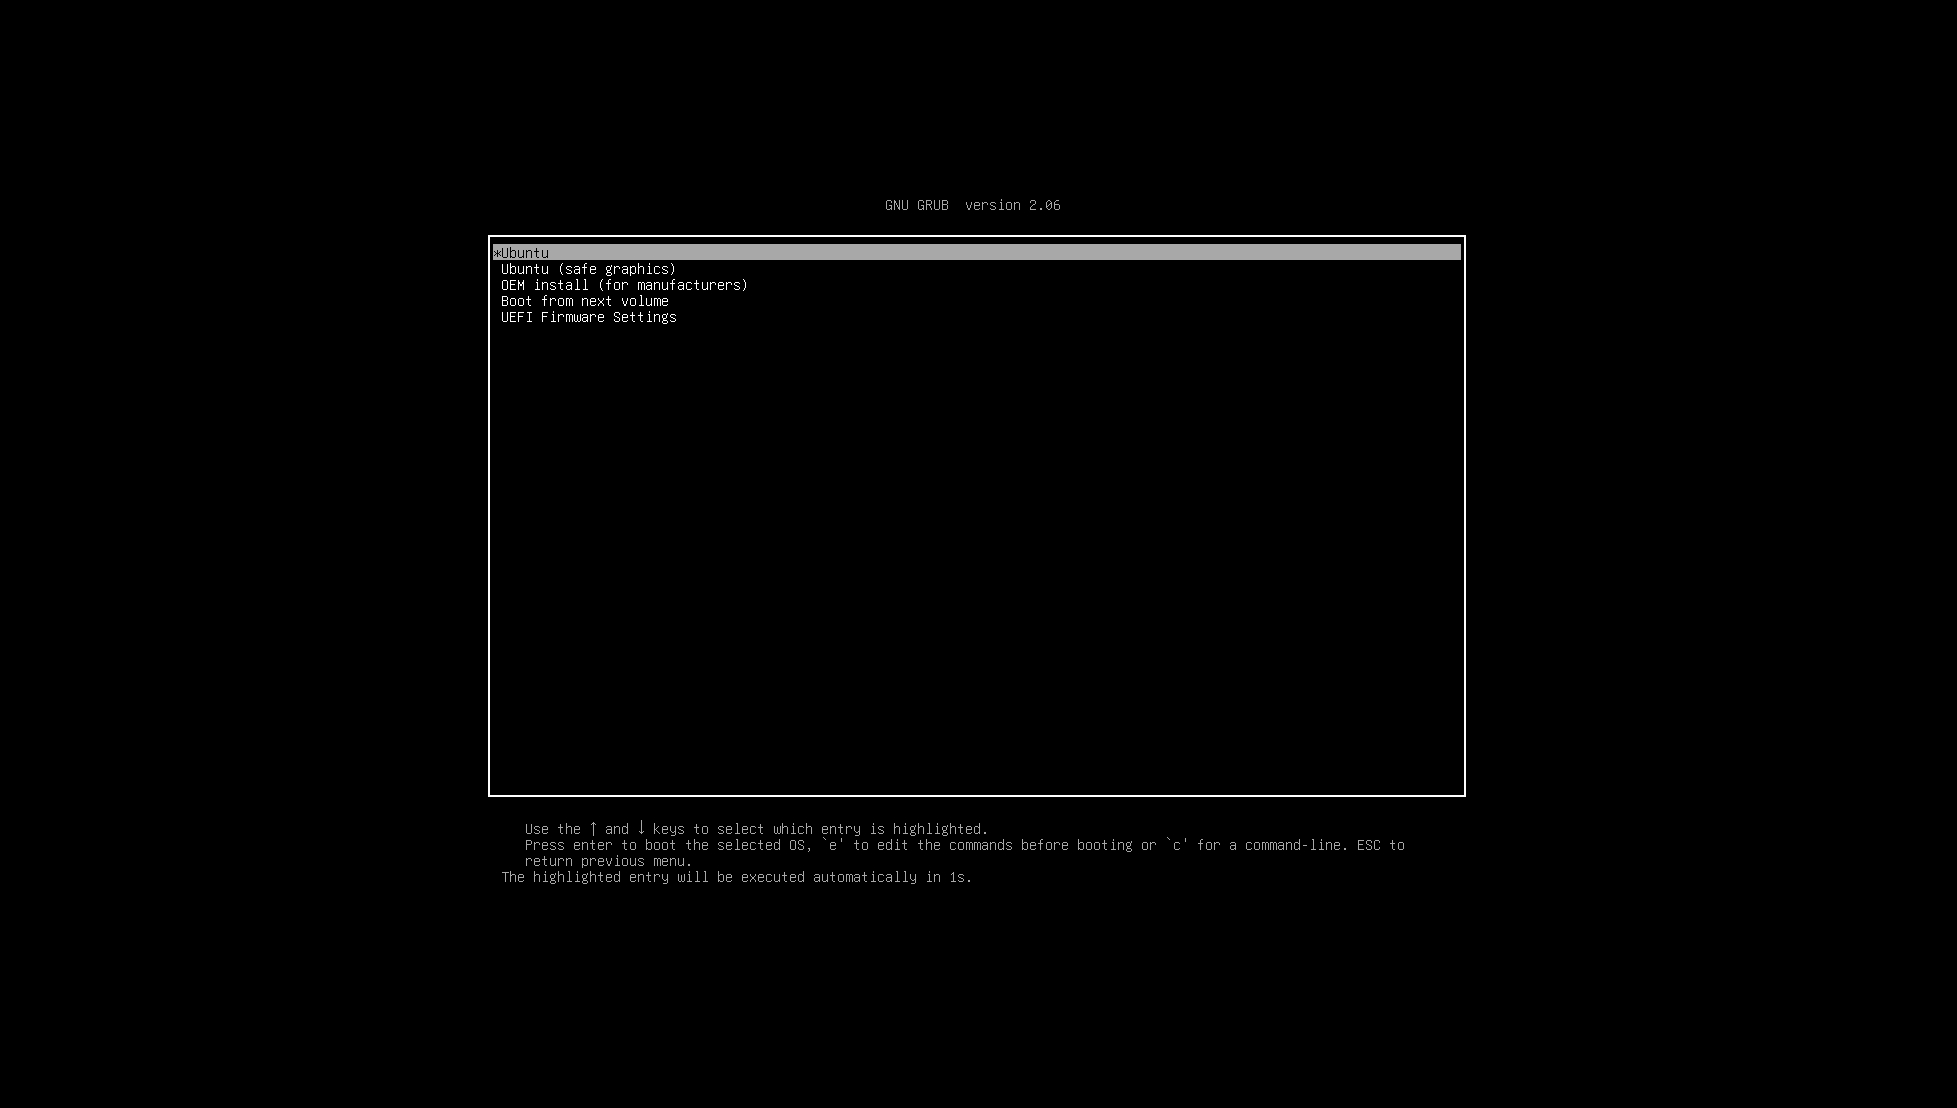 GNU GRUB  version 2.06
*Ubuntu
Ubuntu (safe graphics)
OEM install (for manufacturers)
Boot from next volume
UEFI Firmware Settings
Use the ↑ and ↓ keys to select which entry is highlighted.
Press enter to boot the selected OS, `e' to edit the commands before booting or `c' for a command-line. ESC to
return previous menu.
The highlighted entry will be executed automatically in 1s.